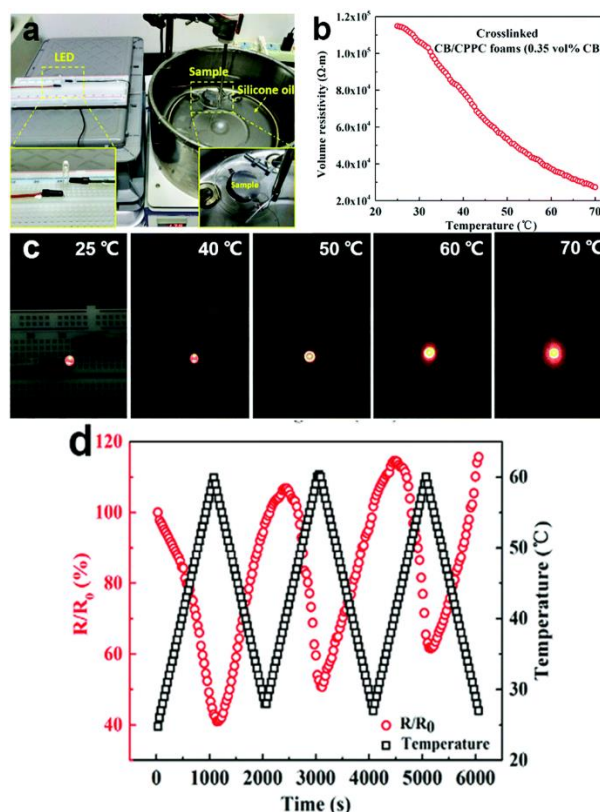 a
LED
Sample
Silicone oil
Sample
b
Crosslinked
CB/CPPC foams (0.35 vol% CB
Volume resistivity (Ω·m)
1.2x10⁵
1.0x10⁵
8.0x10⁴
6.0x10⁴
4.0x10⁴
2.0x10⁴
20 30 40 50 60 70
Temperature (℃)
c
25 ℃
40 ℃
50 ℃
60 ℃
70 ℃
d
R/R₀ (%)
120
100
80
60
40
60
50
40
30
20
Temperature (℃)
R/R₀
Temperature
0 1000 2000 3000 4000 5000 6000
Time (s)